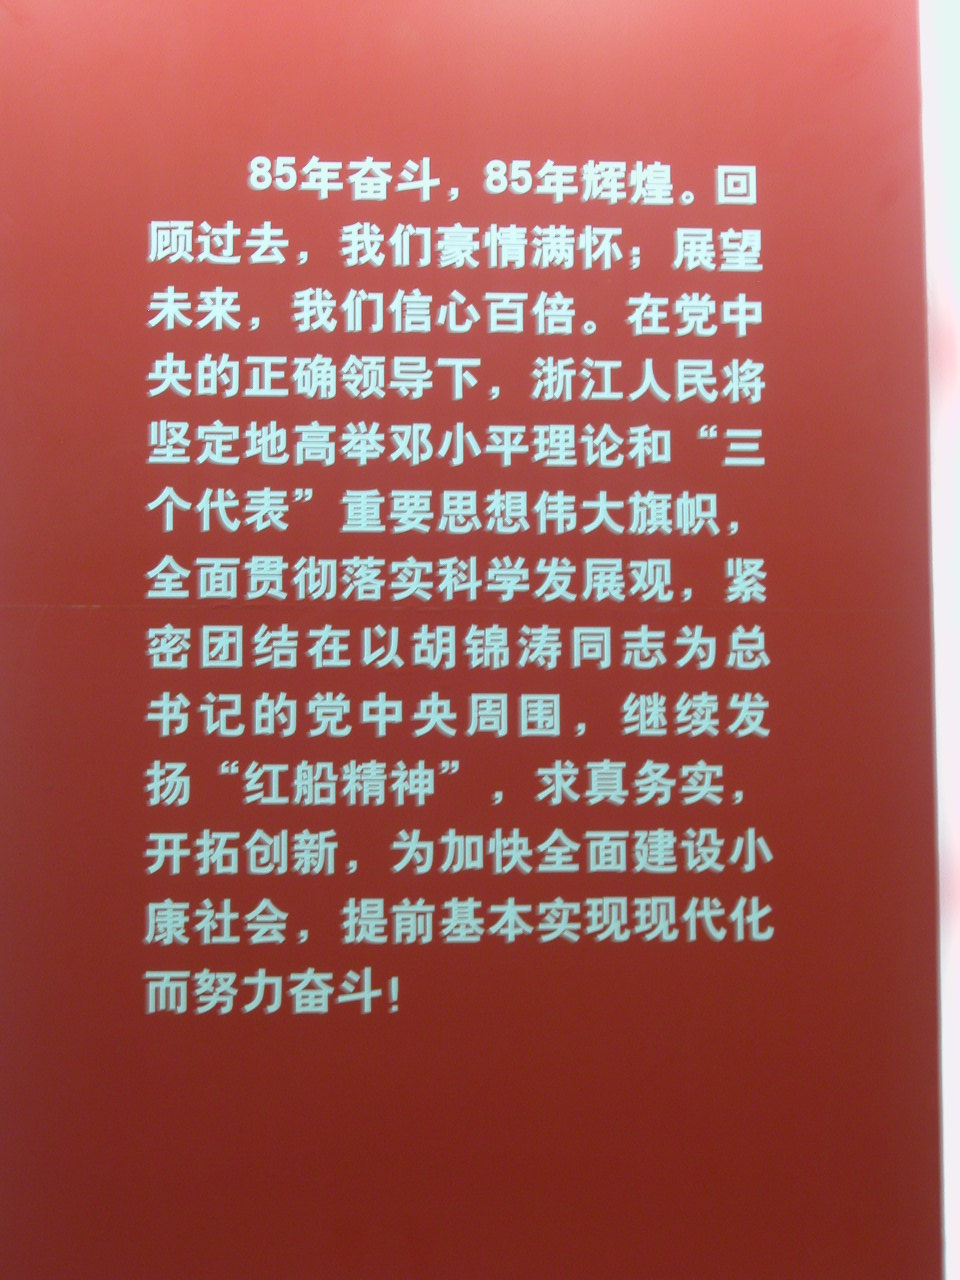 85年奋斗，85年辉煌。回
顾过去，我们豪情满怀；展望
未来，我们信心百倍。在党中
央的正确领导下，浙江人民将
坚定地高举邓小平理论和“三
个代表”重要思想伟大旗帜，
全面贯彻落实科学发展观，紧
密团结在以胡锦涛同志为总
书记的党中央周围，继续发
扬“红船精神”，求真务实，
开拓创新，为加快全面建设小
康社会，提前基本实现现代化
而努力奋斗！